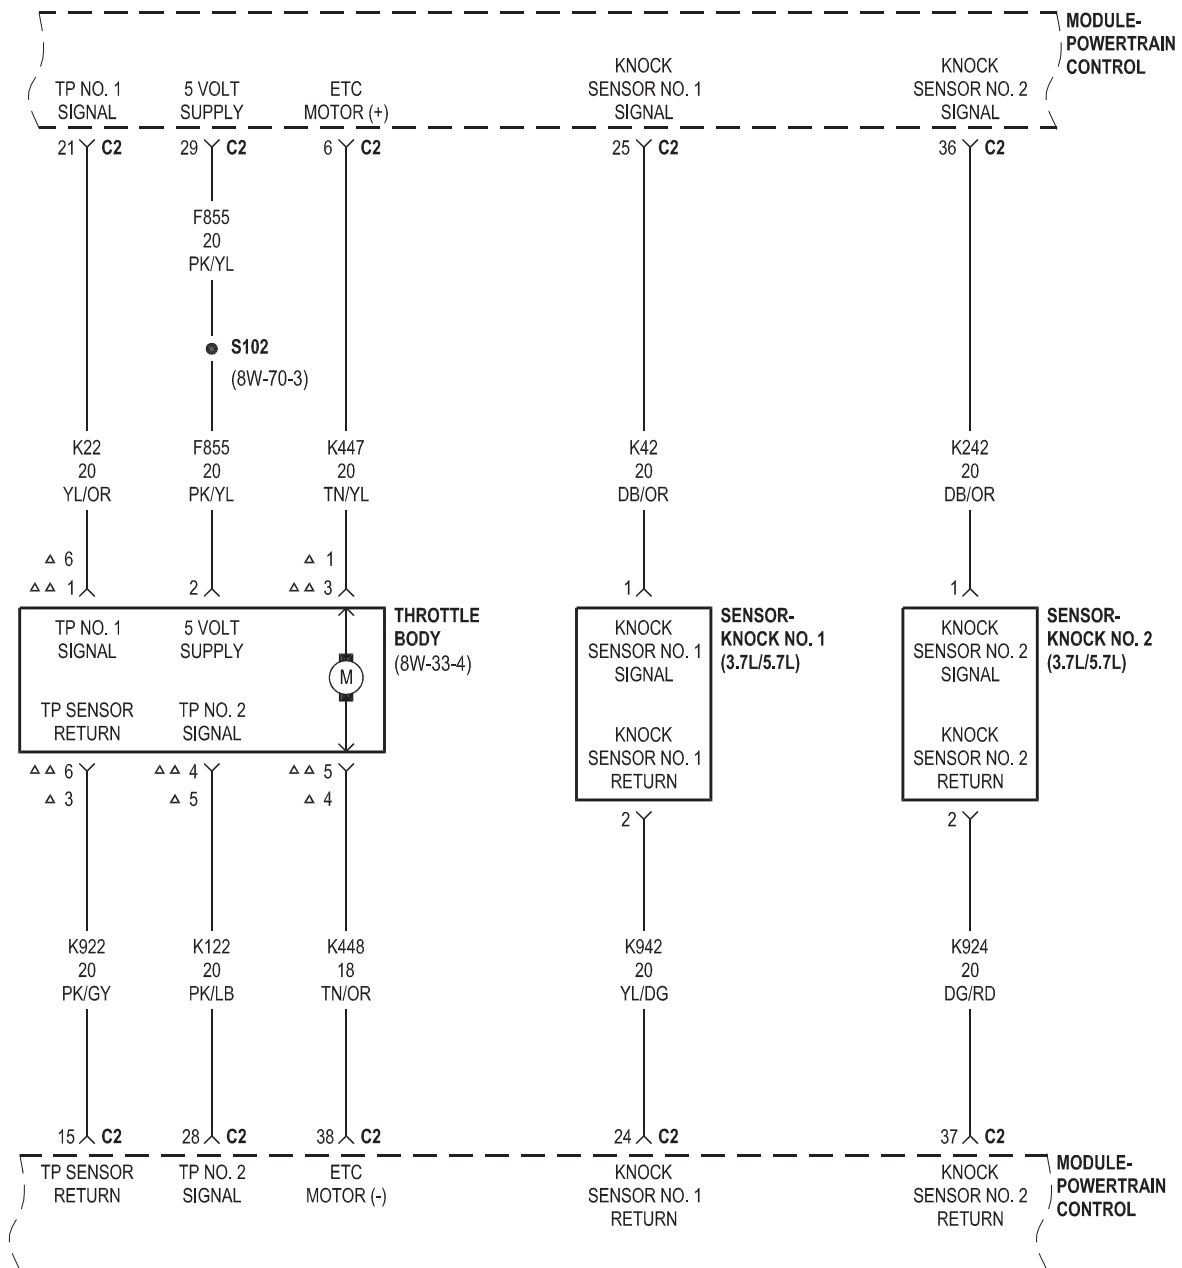 MODULE-
POWERTRAIN
CONTROL
TP NO. 1
SIGNAL
5 VOLT
SUPPLY
ETC
MOTOR (+)
KNOCK
SENSOR NO. 1
SIGNAL
KNOCK
SENSOR NO. 2
SIGNAL
21 C2
29 C2
6 C2
25 C2
36 C2
F855
20
PK/YL
S102
(8W-70-3)
K22
20
YL/OR
F855
20
PK/YL
K447
20
TN/YL
K42
20
DB/OR
K242
20
DB/OR
△ 6
△△ 1
2
△ 1
△△ 3
1
1
TP NO. 1
SIGNAL
5 VOLT
SUPPLY
M
TP SENSOR
RETURN
TP NO. 2
SIGNAL
THROTTLE
BODY
(8W-33-4)
KNOCK
SENSOR NO. 1
SIGNAL
KNOCK
SENSOR NO. 1
RETURN
SENSOR-
KNOCK NO. 1
(3.7L/5.7L)
KNOCK
SENSOR NO. 2
SIGNAL
KNOCK
SENSOR NO. 2
RETURN
SENSOR-
KNOCK NO. 2
(3.7L/5.7L)
△△ 6
△ 3
△△ 4
△ 5
△△ 5
△ 4
2
2
K922
20
PK/GY
K122
20
PK/LB
K448
18
TN/OR
K942
20
YL/DG
K924
20
DG/RD
15 C2
28 C2
38 C2
24 C2
37 C2
TP SENSOR
RETURN
TP NO. 2
SIGNAL
ETC
MOTOR (-)
KNOCK
SENSOR NO. 1
RETURN
KNOCK
SENSOR NO. 2
RETURN
MODULE-
POWERTRAIN
CONTROL